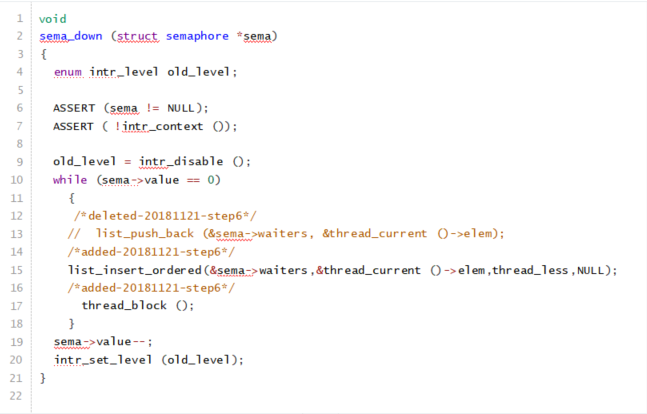 1 void
2 sema_down (struct semaphore *sema)
3 {
4 enum intr_level old_level;
5
6 ASSERT (sema != NULL);
7 ASSERT ( !intr_context ());
8
9 old_level = intr_disable ();
10 while (sema->value == 0)
11 {
12 /*deleted-20181121-step6*/
13 // list_push_back (&sema->waiters, &thread_current ()->elem);
14 /*added-20181121-step6*/
15 list_insert_ordered(&sema->waiters,&thread_current ()->elem,thread_less,NULL);
16 /*added-20181121-step6*/
17 thread_block ();
18 }
19 sema->value--;
20 intr_set_level (old_level);
21 }
22